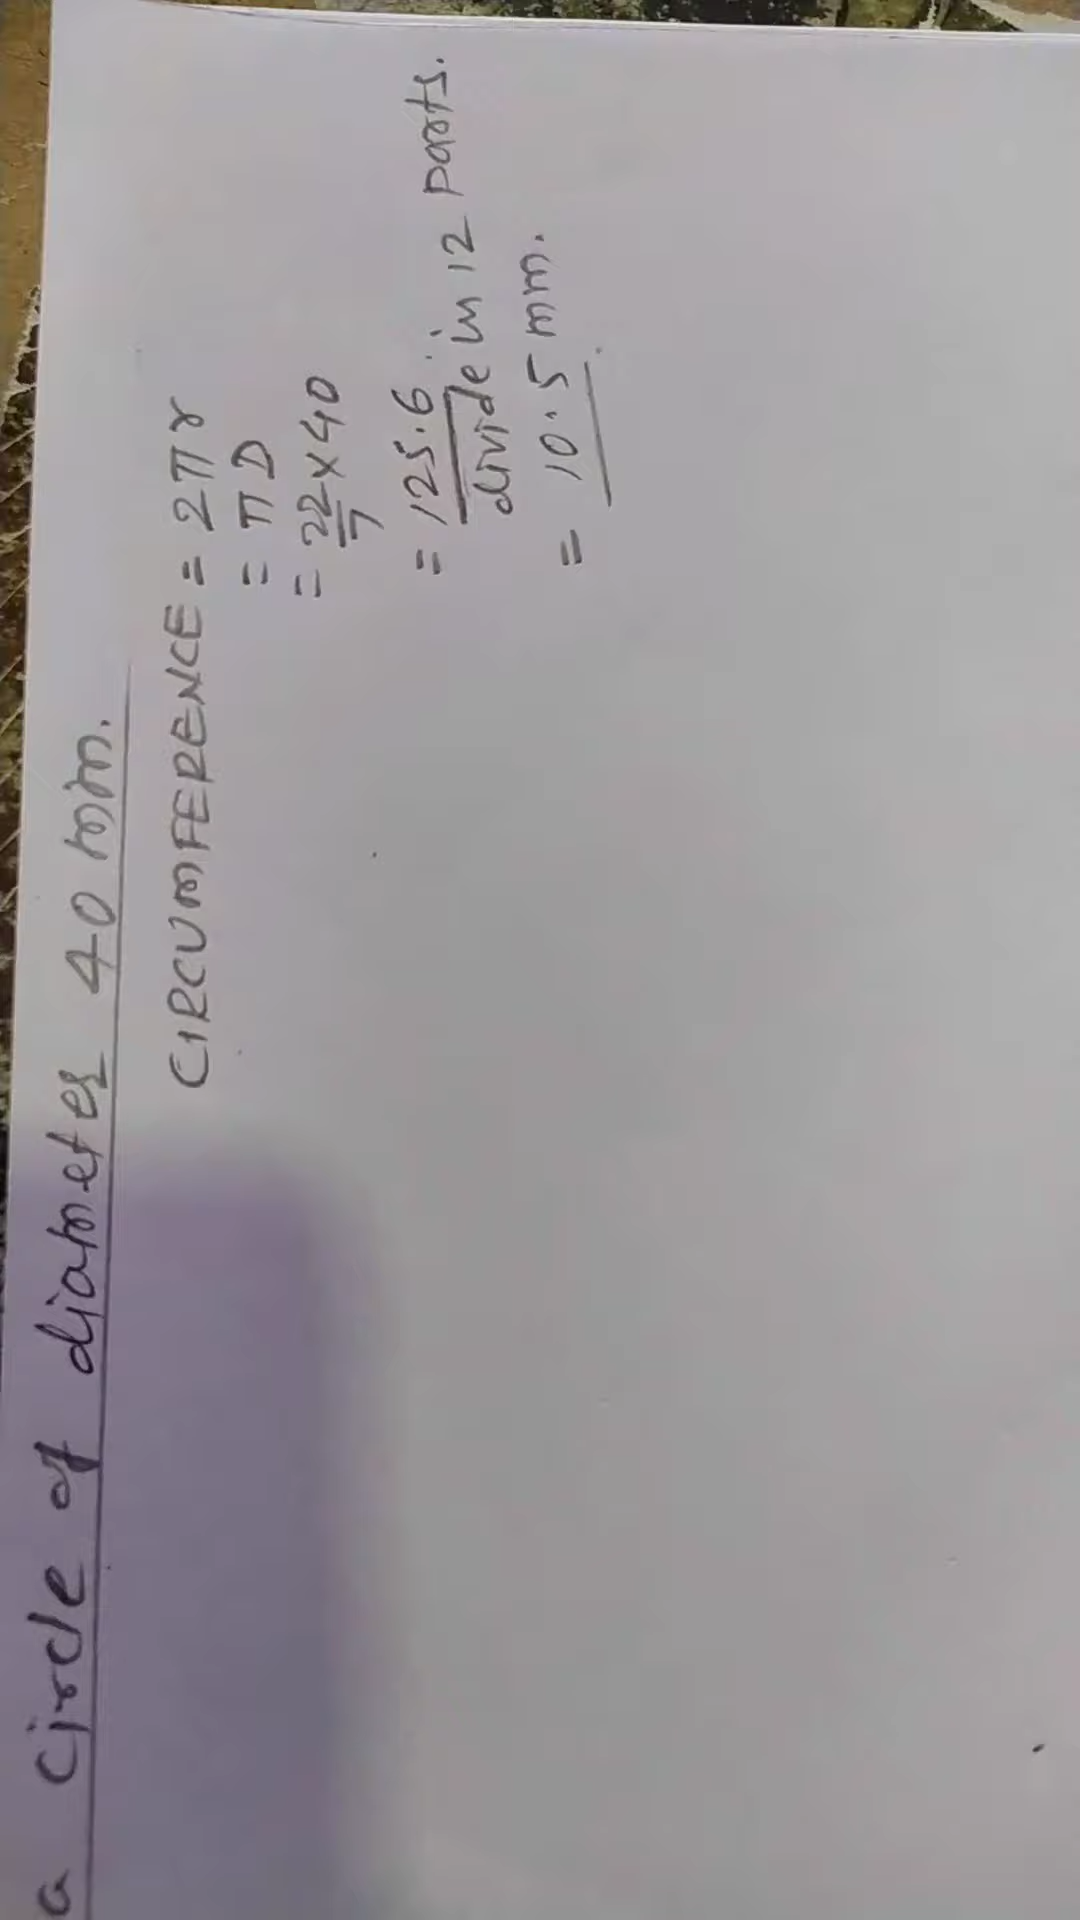 a circle of diameter 40 mm.
CIRCUMFERENCE = 2πr
= πD
= 22/7 × 40
= 125.6
divide in 12 parts.
= 10.5 mm.